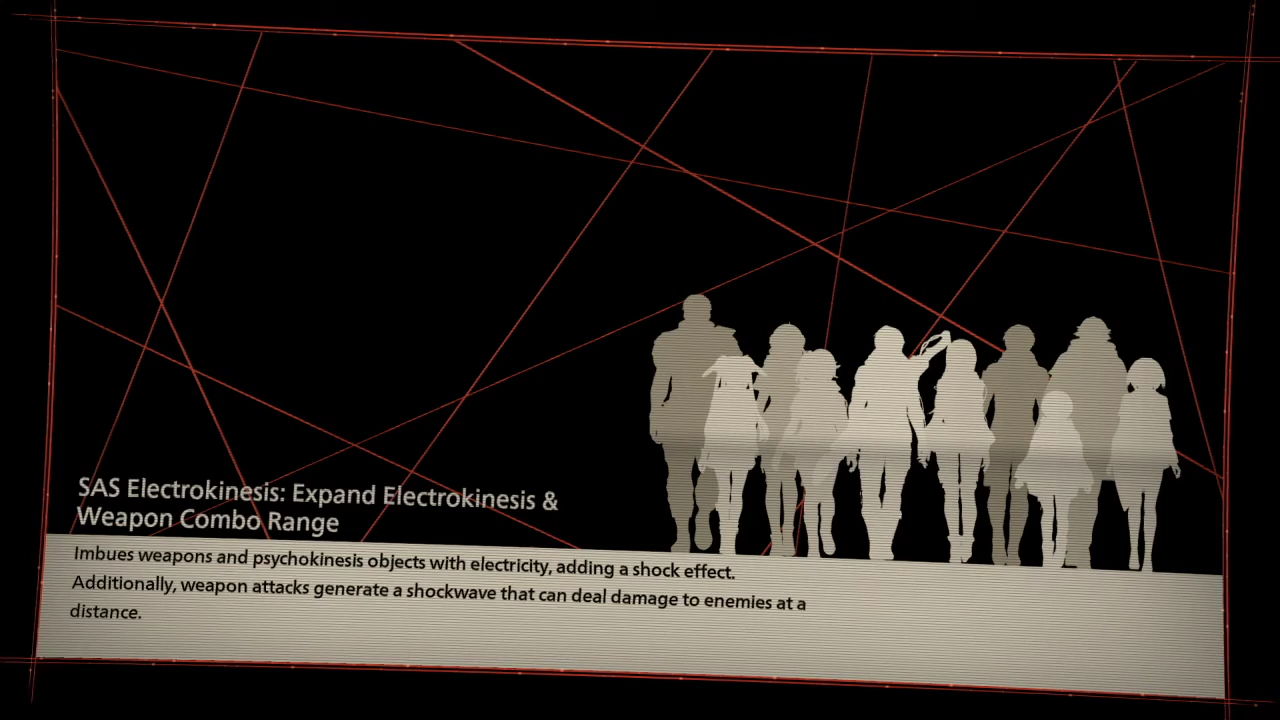 SAS Electrokinesis: Expand Electrokinesis &
Weapon Combo Range
Imbues weapons and psychokinesis objects with electricity, adding a shock effect.
Additionally, weapon attacks generate a shockwave that can deal damage to enemies at a
distance.